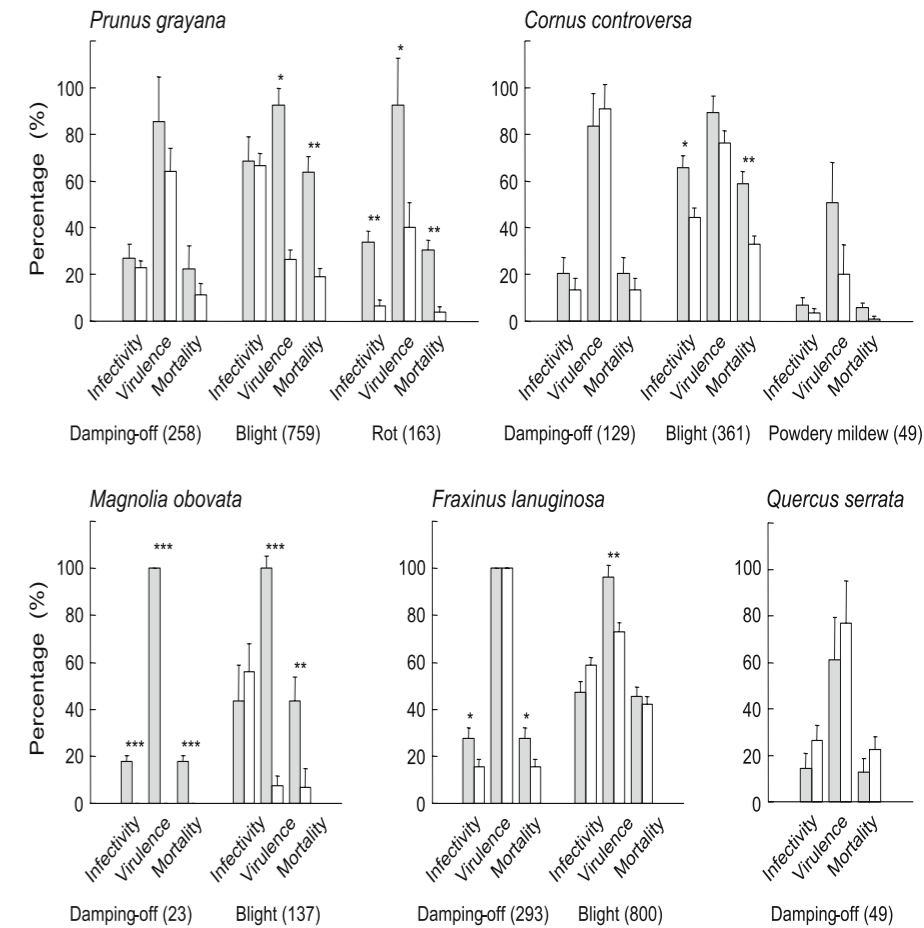 Prunus grayana
Cornus controversa
Percentage (%)
100
80
60
40
20
0
* ** ** * **
100
80
60
40
20
0
* **
Infectivity Virulence Mortality Infectivity Virulence Mortality Infectivity Virulence Mortality
Infectivity Virulence Mortality Infectivity Virulence Mortality Infectivity Virulence Mortality
Damping-off (258) Blight (759) Rot (163)
Damping-off (129) Blight (361) Powdery mildew (49)
Magnolia obovata
Fraxinus lanuginosa
Quercus serrata
Percentage (%)
100
80
60
40
20
0
*** *** *** *** **
100
80
60
40
20
0
* * **
100
80
60
40
20
0
Infectivity Virulence Mortality Infectivity Virulence Mortality
Infectivity Virulence Mortality Infectivity Virulence Mortality
Infectivity Virulence Mortality
Damping-off (23) Blight (137)
Damping-off (293) Blight (800)
Damping-off (49)